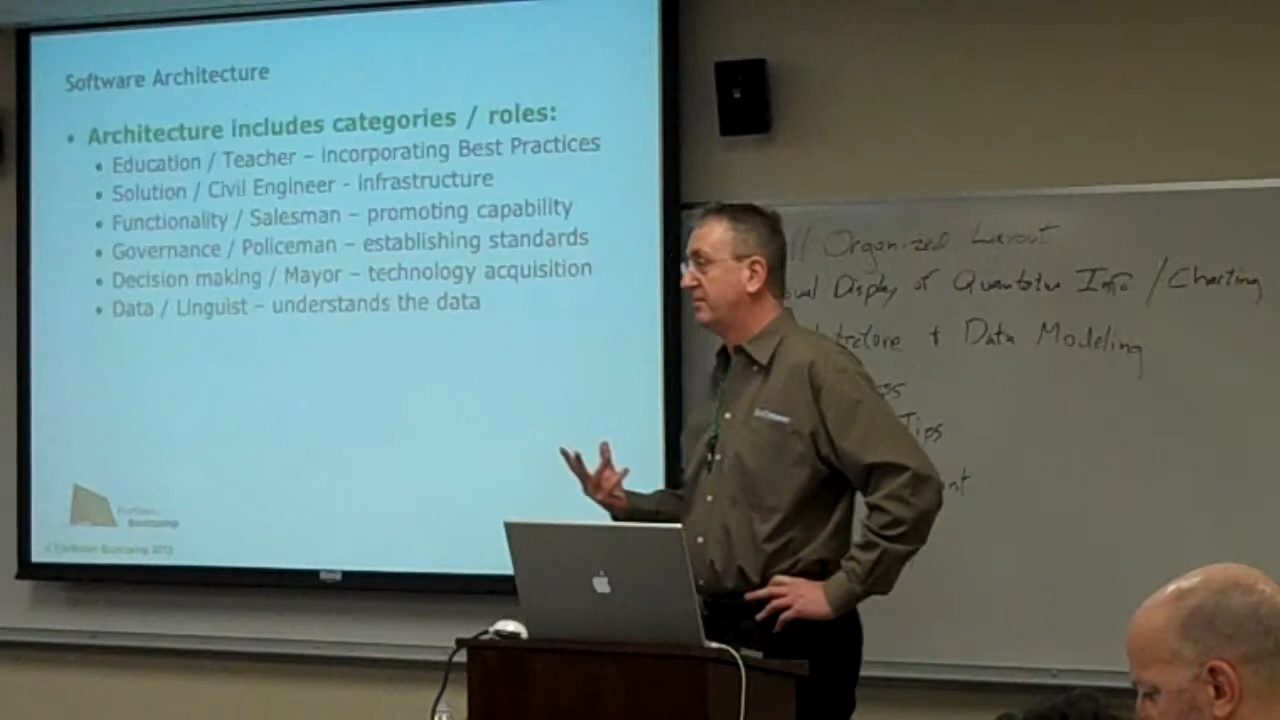 Software Architecture
• Architecture includes categories / roles:
• Education / Teacher – incorporating Best Practices
• Solution / Civil Engineer - Infrastructure
• Functionality / Salesman – promoting capability
• Governance / Policeman – establishing standards
• Decision making / Mayor – technology acquisition
• Data / Linguist – understands the data
Bootcamp
Organized Layout
Display of Quantative Info / Charting
+ Data Modeling
Tips